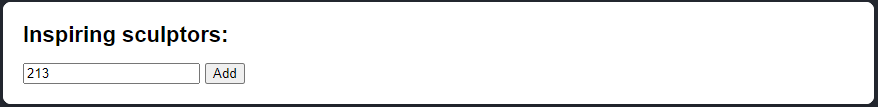 Inspiring sculptors:
213 Add